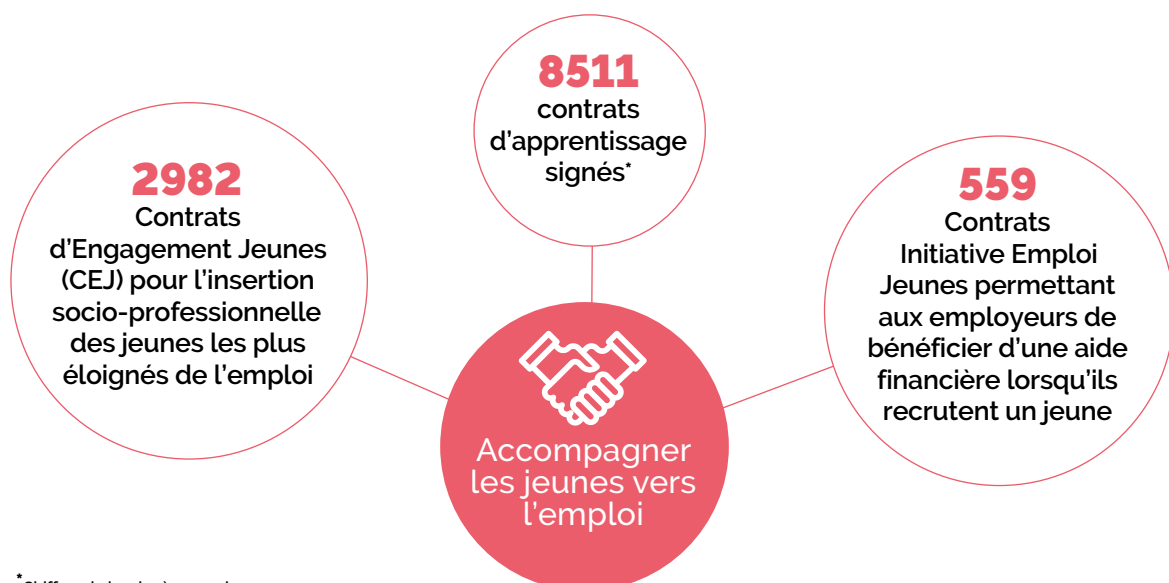 8511
contrats
d'apprentissage
signés*
2982
Contrats
d'Engagement Jeunes
(CEJ) pour l'insertion
socio-professionnelle
des jeunes les plus
éloignés de l'emploi
559
Contrats
Initiative Emploi
Jeunes permettant
aux employeurs de
bénéficier d'une aide
financière lorsqu'ils
recrutent un jeune
Accompagner
les jeunes vers
l'emploi
*